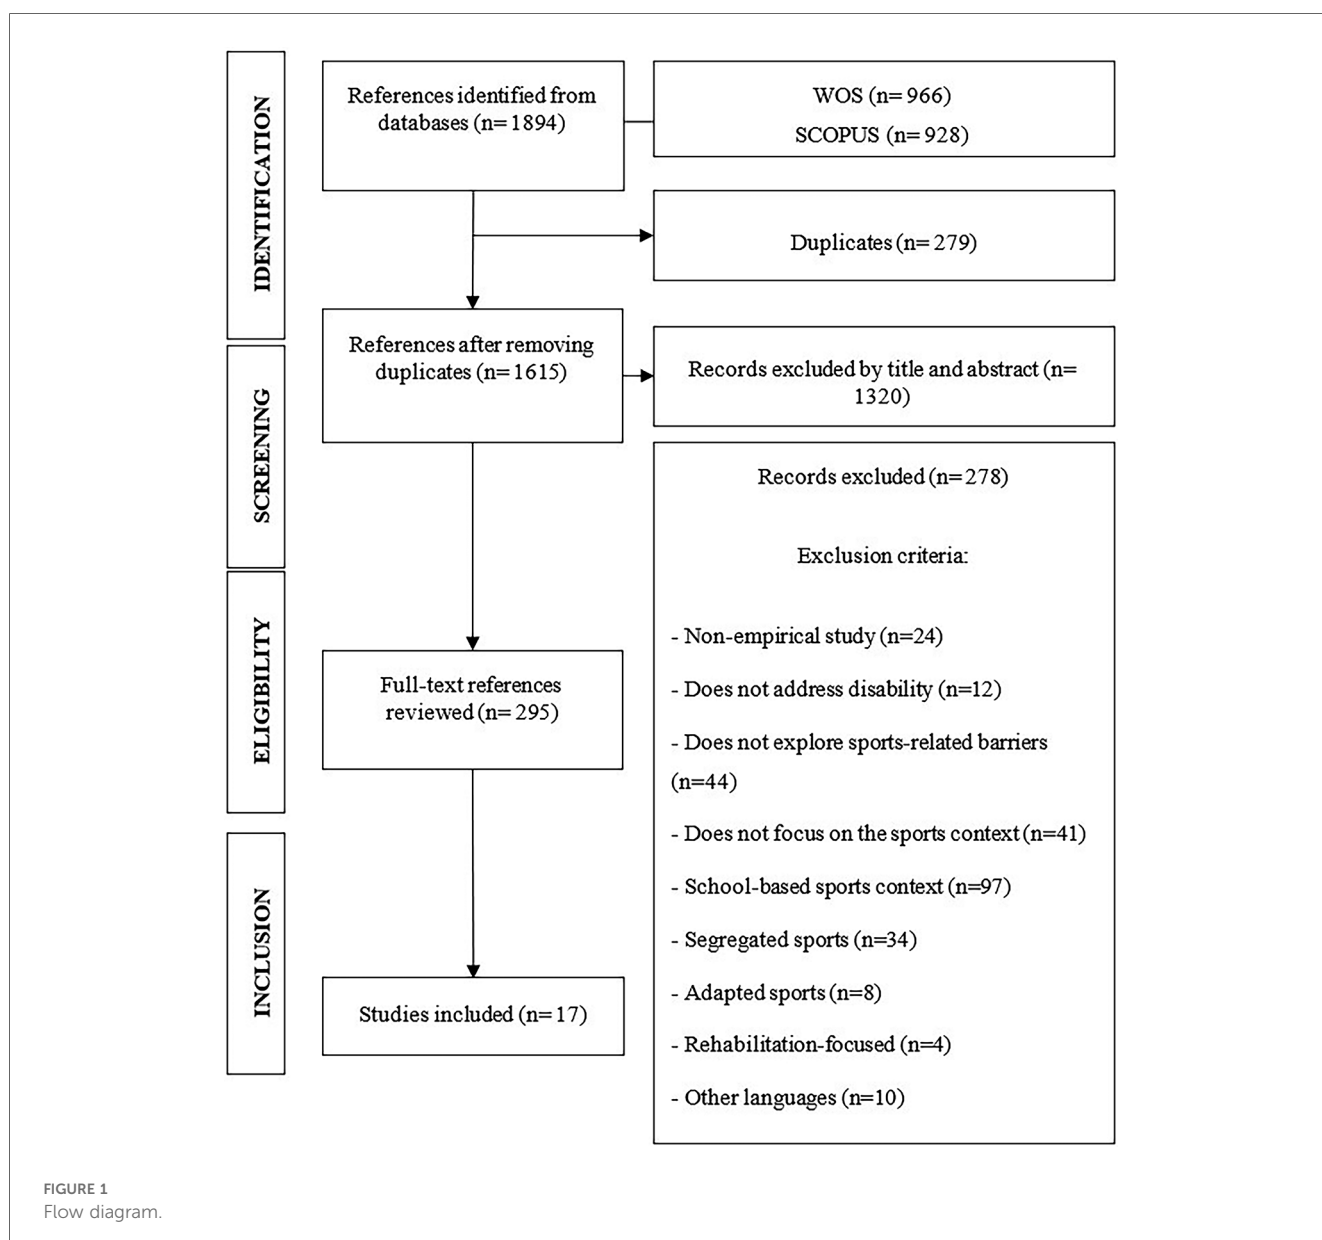 IDENTIFICATION
References identified from
databases (n= 1894)
WOS (n= 966)
SCOPUS (n= 928)
Duplicates (n= 279)
SCREENING
References after removing
duplicates (n= 1615)
Records excluded by title and abstract (n=
1320)
Records excluded (n= 278)
Exclusion criteria:
- Non-empirical study (n=24)
- Does not address disability (n=12)
- Does not explore sports-related barriers
(n=44)
- Does not focus on the sports context (n=41)
- School-based sports context (n=97)
- Segregated sports (n=34)
- Adapted sports (n=8)
- Rehabilitation-focused (n=4)
- Other languages (n=10)
ELIGIBILITY
Full-text references
reviewed (n= 295)
INCLUSION
Studies included (n= 17)
FIGURE 1
Flow diagram.